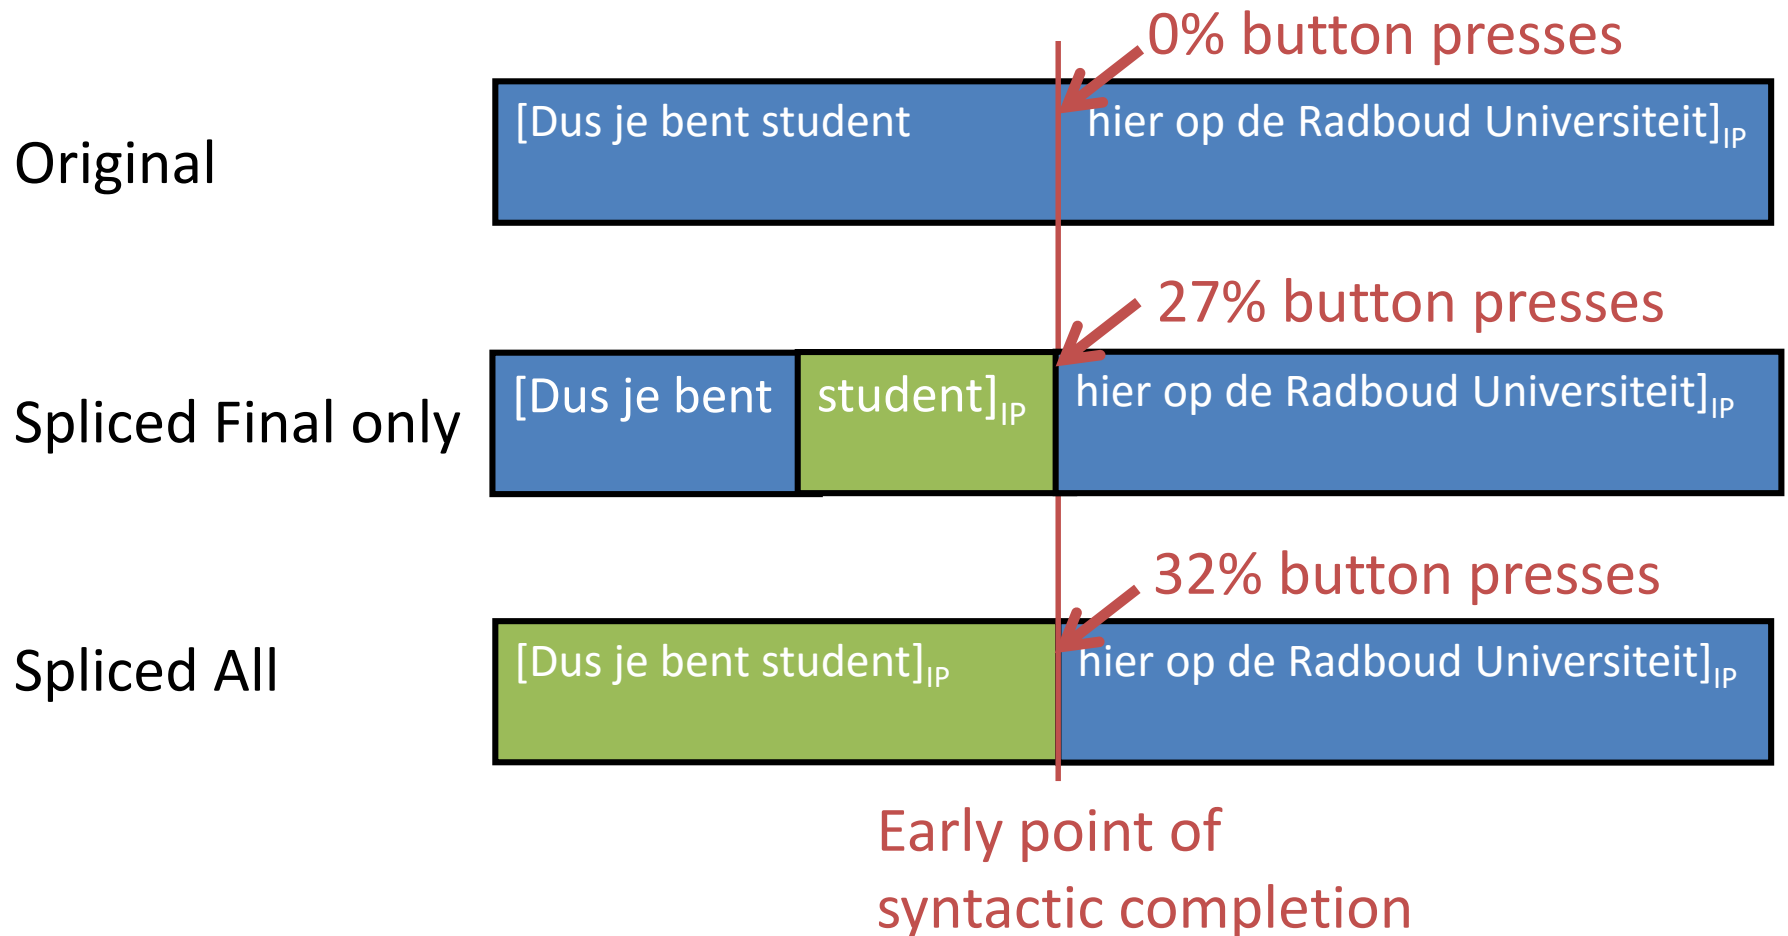 0% button presses
Original
[Dus je bent student hier op de Radboud Universiteit]IP
27% button presses
Spliced Final only
[Dus je bent student]IP hier op de Radboud Universiteit]IP
32% button presses
Spliced All
[Dus je bent student]IP hier op de Radboud Universiteit]IP
Early point of
syntactic completion